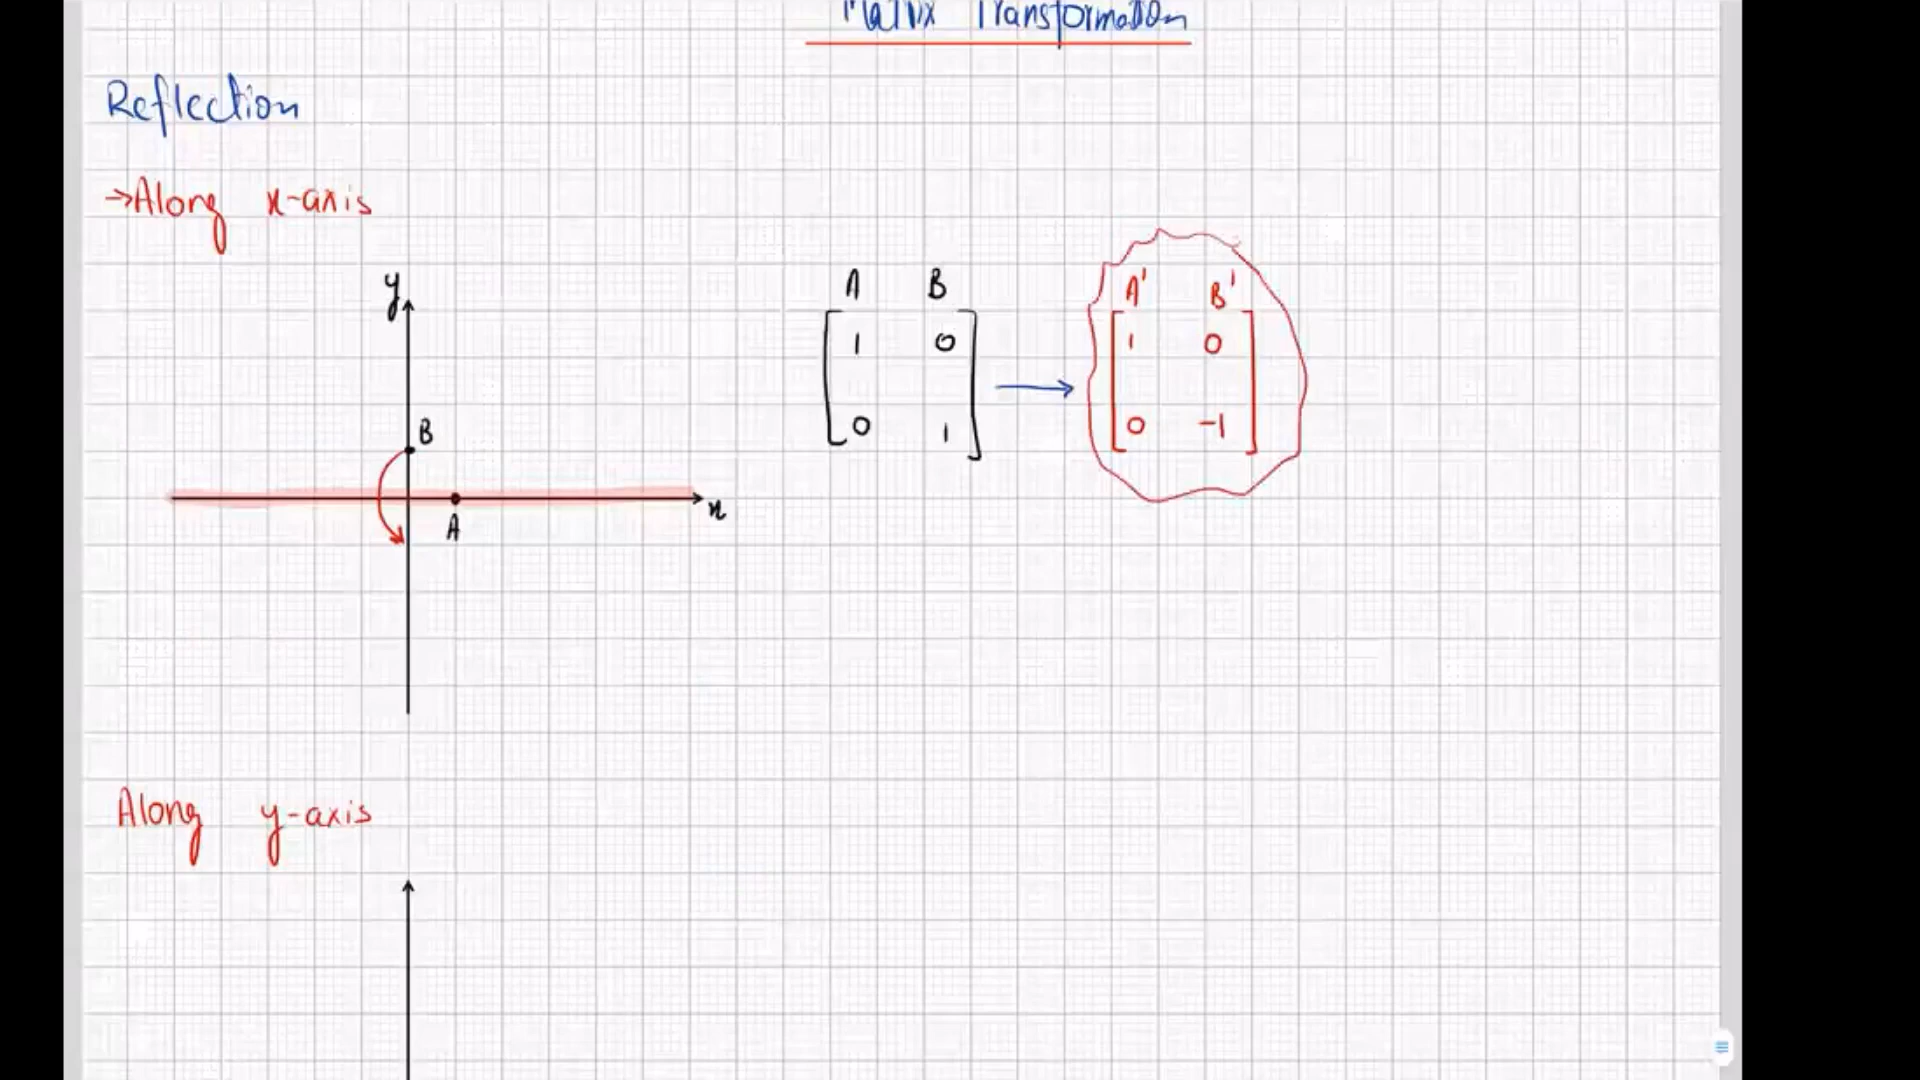 Matrix Transformation
Reflection
→Along x-axis
y
B
A
x
A B
1 0
0 1
→
A' B'
1 0
0 -1
Along y-axis